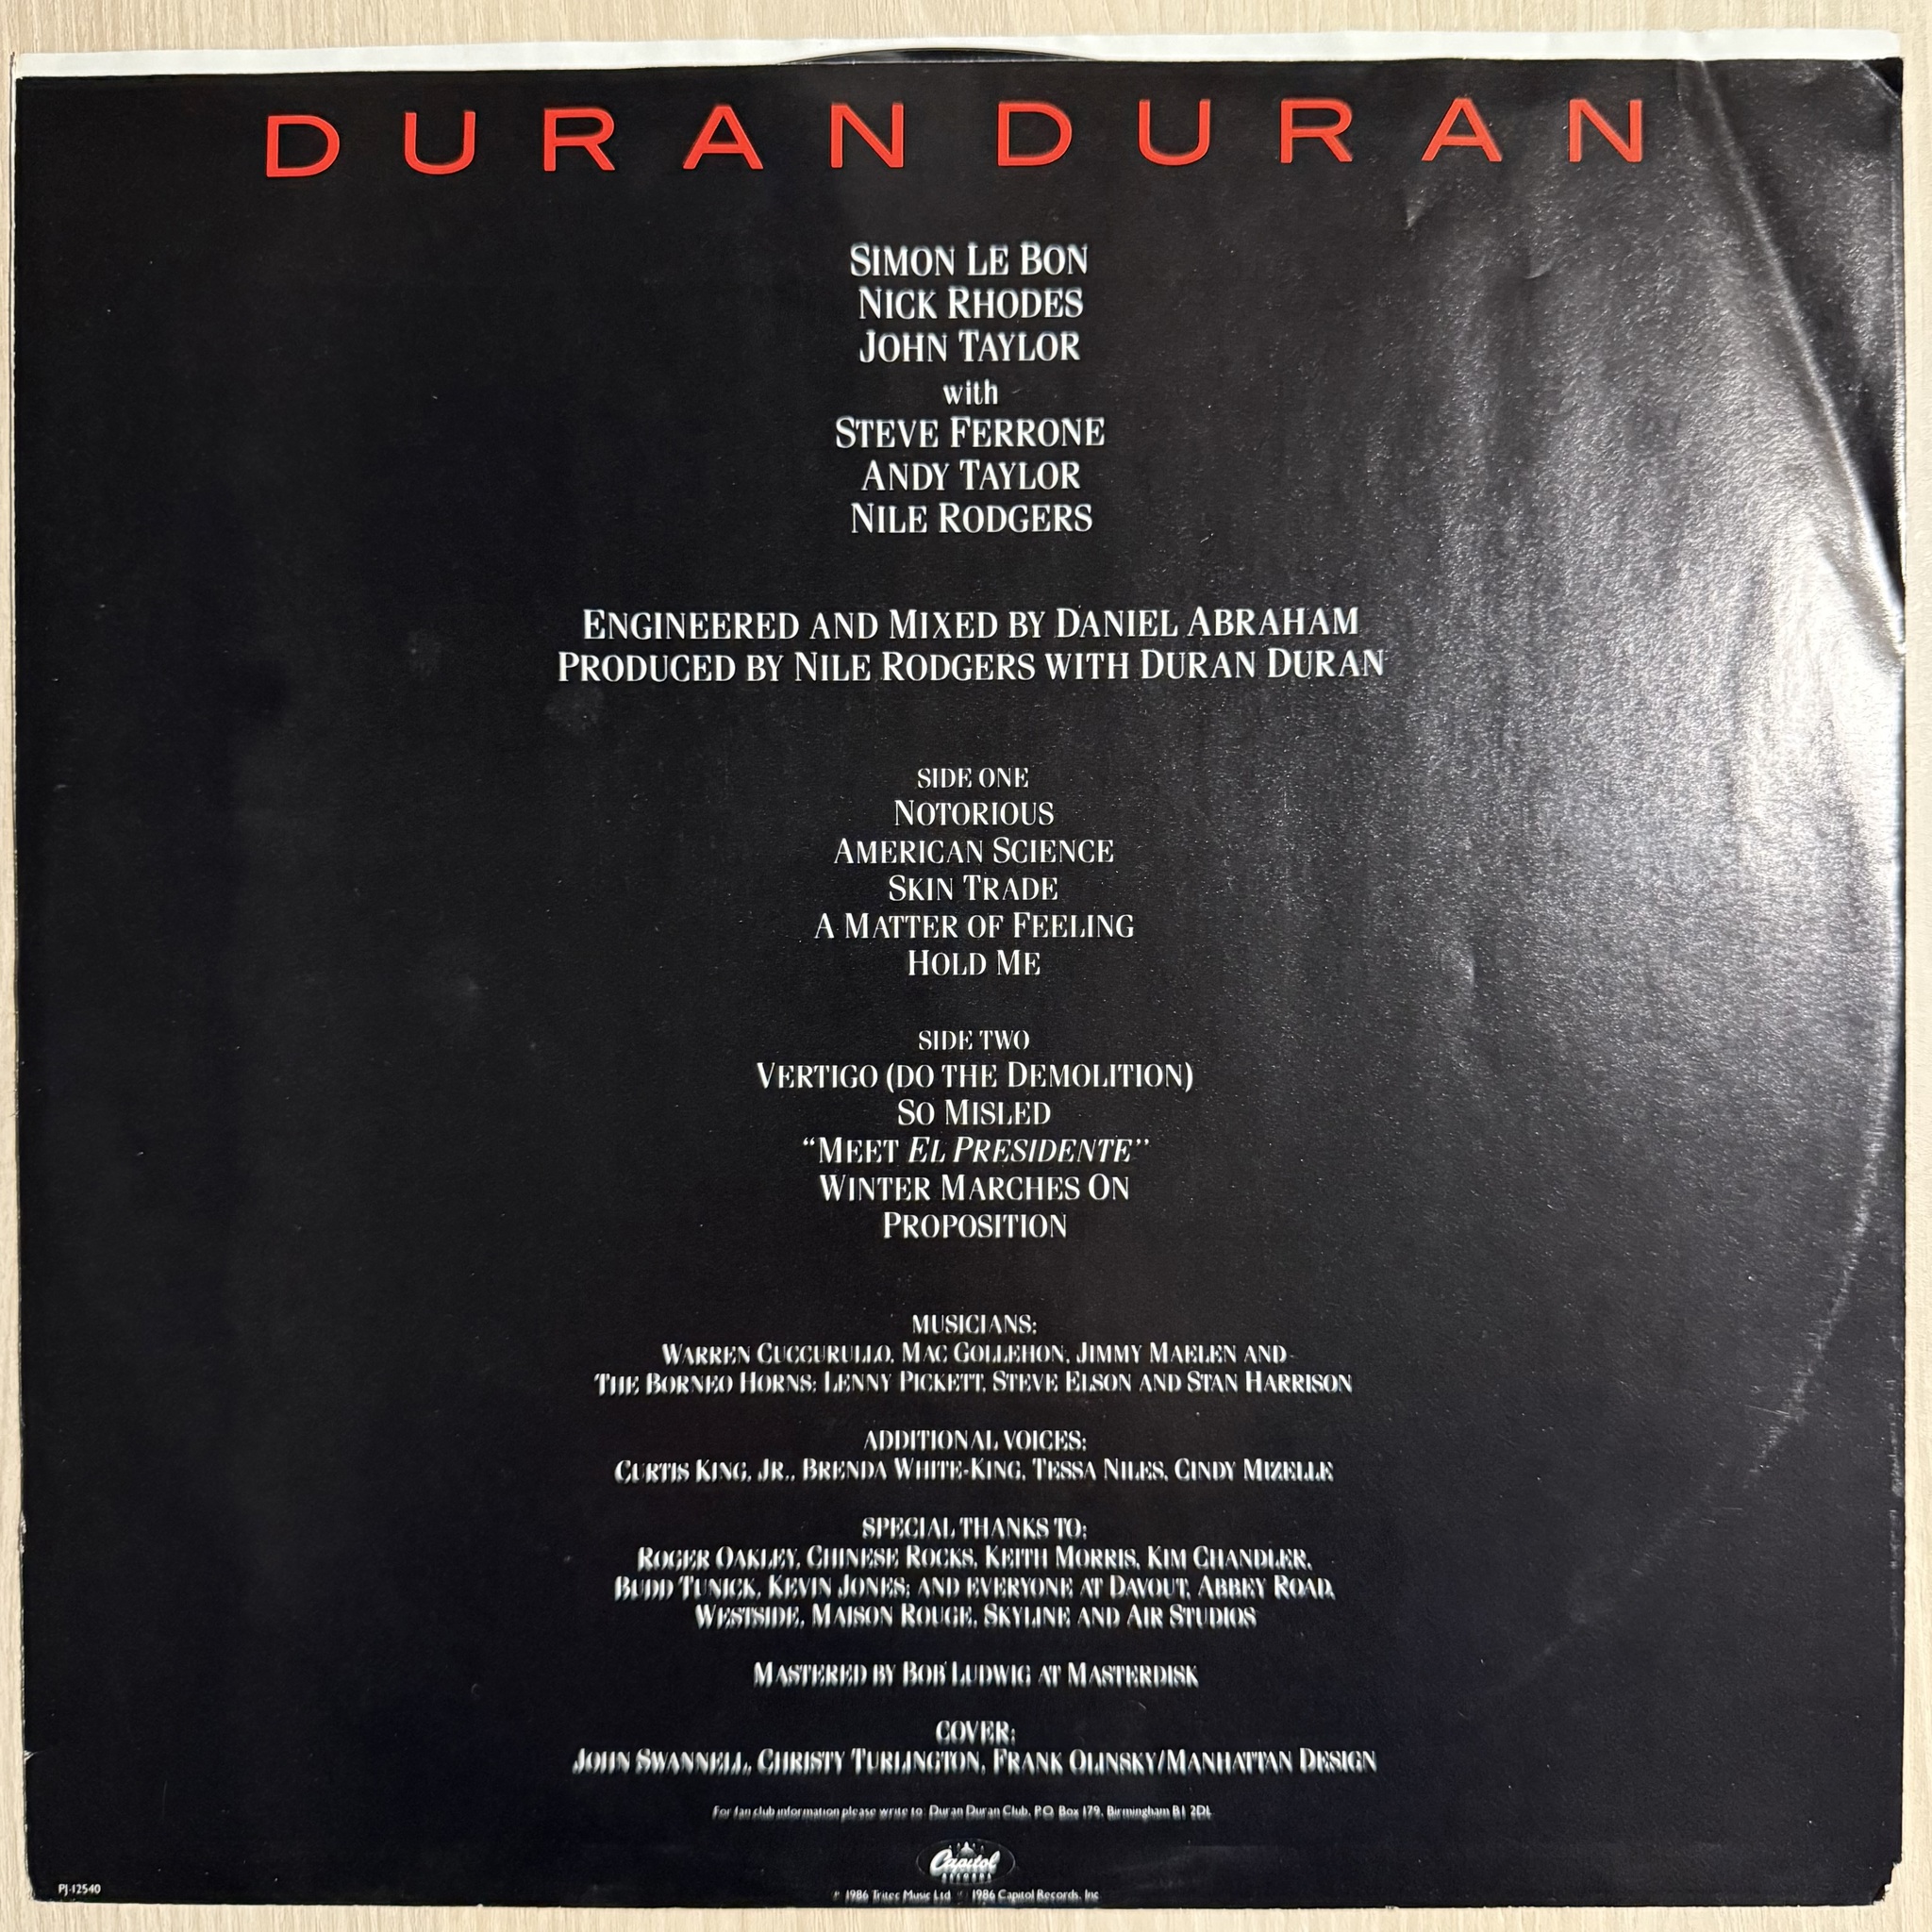 DURAN DURAN
SIMON LE BON
NICK RHODES
JOHN TAYLOR
with
STEVE FERRONE
ANDY TAYLOR
NILE RODGERS
ENGINEERED AND MIXED BY DANIEL ABRAHAM
PRODUCED BY NILE RODGERS WITH DURAN DURAN
SIDE ONE
NOTORIOUS
AMERICAN SCIENCE
SKIN TRADE
A MATTER OF FEELING
HOLD ME
SIDE TWO
VERTIGO (DO THE DEMOLITION)
SO MISLED
“MEET EL PRESIDENTE”
WINTER MARCHES ON
PROPOSITION
MUSICIANS:
WARREN CUCCURULLO, MAC GOLLEHON, JIMMY MAELEN AND
THE BORNEO HORNS: LENNY PICKETT, STEVE ELSON AND STAN HARRISON
ADDITIONAL VOICES:
CURTIS KING, JR., BRENDA WHITE-KING, TESSA NILES, CINDY MIZELLE
SPECIAL THANKS TO:
ROGER OAKLEY, CHINESE ROCKS, KEITH MORRIS, KIM CHANDLER,
BUDD TUNICK, KEVIN JONES; AND EVERYONE AT DAVOUT, ABBEY ROAD,
WESTSIDE, MAISON ROUGE, SKYLINE AND AIR STUDIOS
MASTERED BY BOB LUDWIG AT MASTERDISK
COVER:
JOHN SWANNELL, CHRISTY TURLINGTON, FRANK OLINSKY/MANHATTAN DESIGN
For fan club information please write to: Duran Duran Club, P.O. Box 179, Birmingham B1 2DL
Capitol
RECORDS
PJ-12540
℗ 1986 Tritec Music Ltd © 1986 Capitol Records, Inc